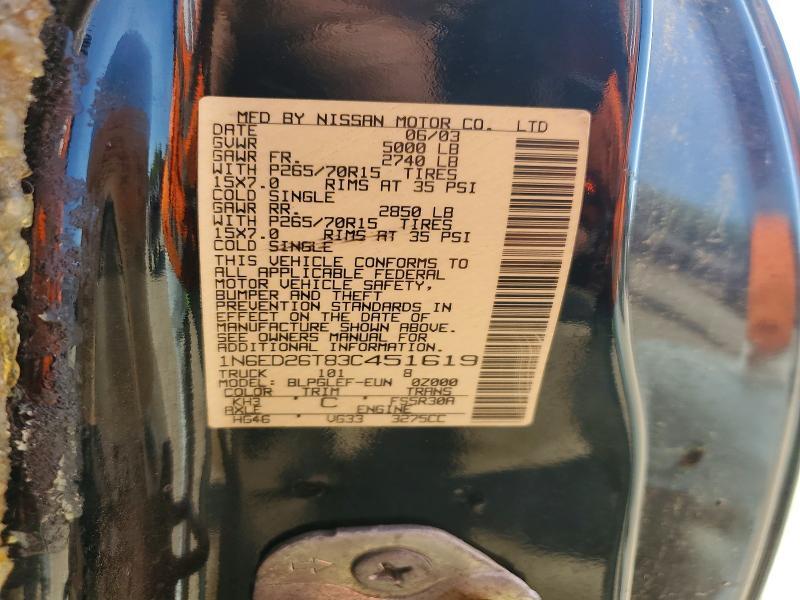 MFD BY NISSAN MOTOR CO. LTD
DATE 06/03
GVWR 5000 LB
GAWR FR. 2740 LB
WITH P265/70R15 TIRES
15X7.0 RIMS AT 35 PSI
COLD SINGLE
GAWR RR. 2850 LB
WITH P265/70R15 TIRES
15X7.0 RIMS AT 35 PSI
COLD SINGLE
THIS VEHICLE CONFORMS TO
ALL APPLICABLE FEDERAL
MOTOR VEHICLE SAFETY,
BUMPER AND THEFT
PREVENTION STANDARDS IN
EFFECT ON THE DATE OF
MANUFACTURE SHOWN ABOVE.
SEE OWNERS MANUAL FOR
ADDITIONAL INFORMATION.
1N6ED26T83C451619
TRUCK 101 8
MODEL: BLPGLEF-EUN 0Z000
COLOR TRIM TRANS
KH3 · C · FS5R30A
AXLE ENGINE
HG46 · VG33 3275CC